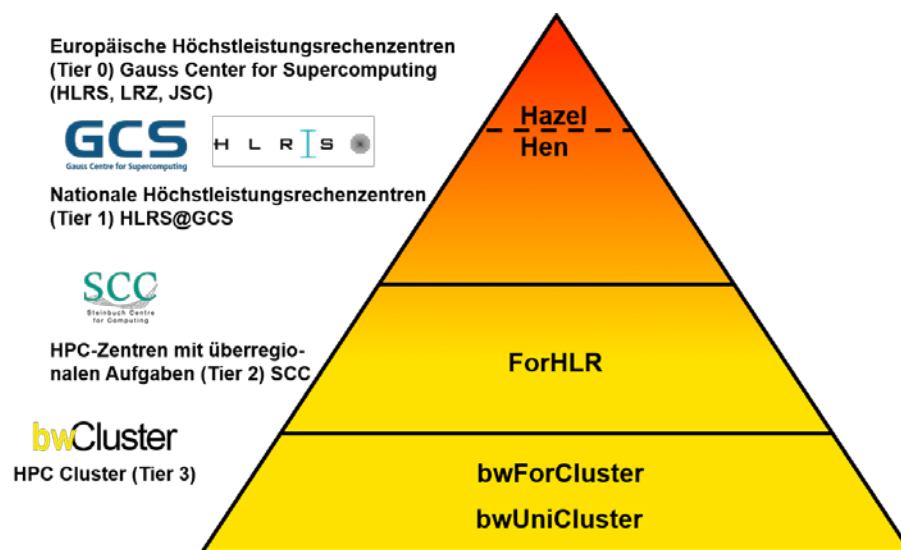 Europäische Höchstleistungsrechenzentren
(Tier 0) Gauss Center for Supercomputing
(HLRS, LRZ, JSC)
GCS
Gauss Centre for Supercomputing
H L R I S
Nationale Höchstleistungsrechenzentren
(Tier 1) HLRS@GCS
Hazel
Hen
SCC
Steinbuch Centre
for Computing
HPC-Zentren mit überregio-
nalen Aufgaben (Tier 2) SCC
ForHLR
bwCluster
HPC Cluster (Tier 3)
bwForCluster
bwUniCluster